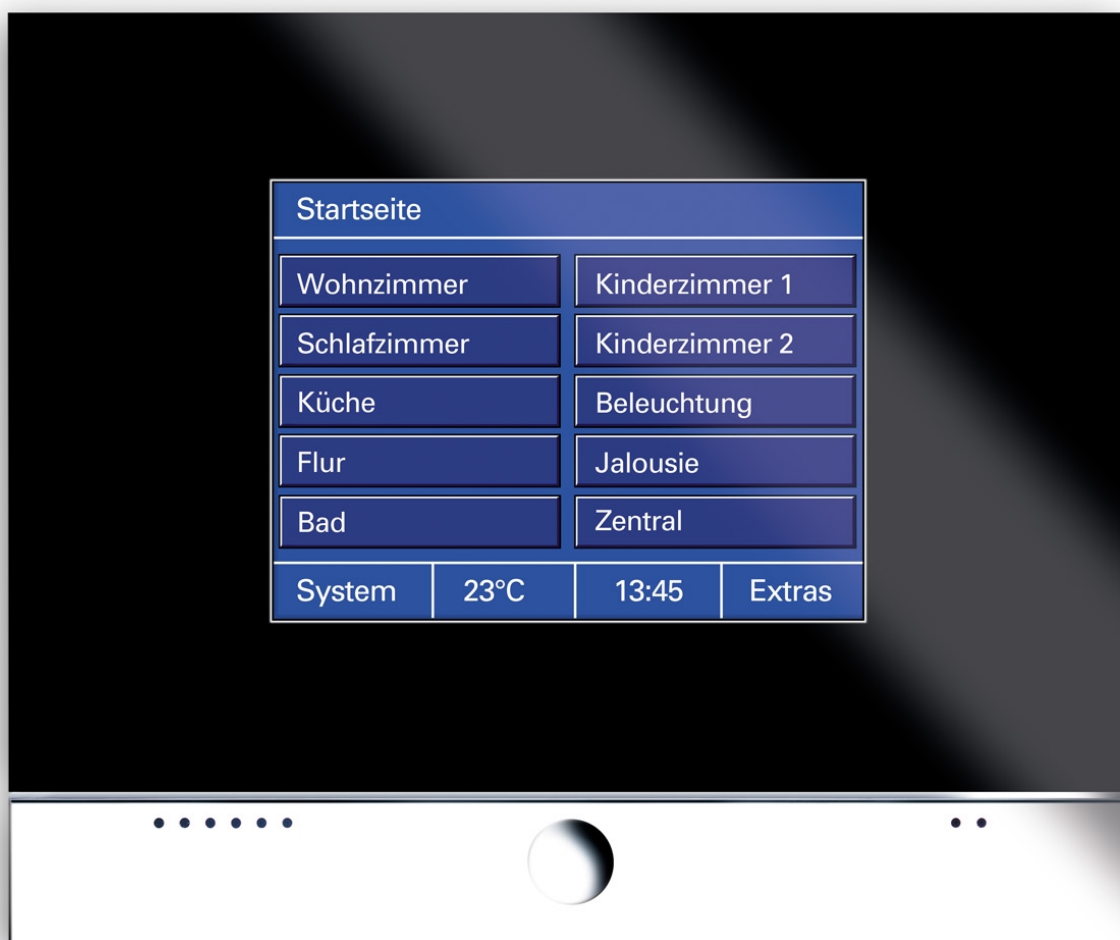 Startseite
Wohnzimmer
Kinderzimmer 1
Schlafzimmer
Kinderzimmer 2
Küche
Beleuchtung
Flur
Jalousie
Bad
Zentral
System 23°C 13:45 Extras